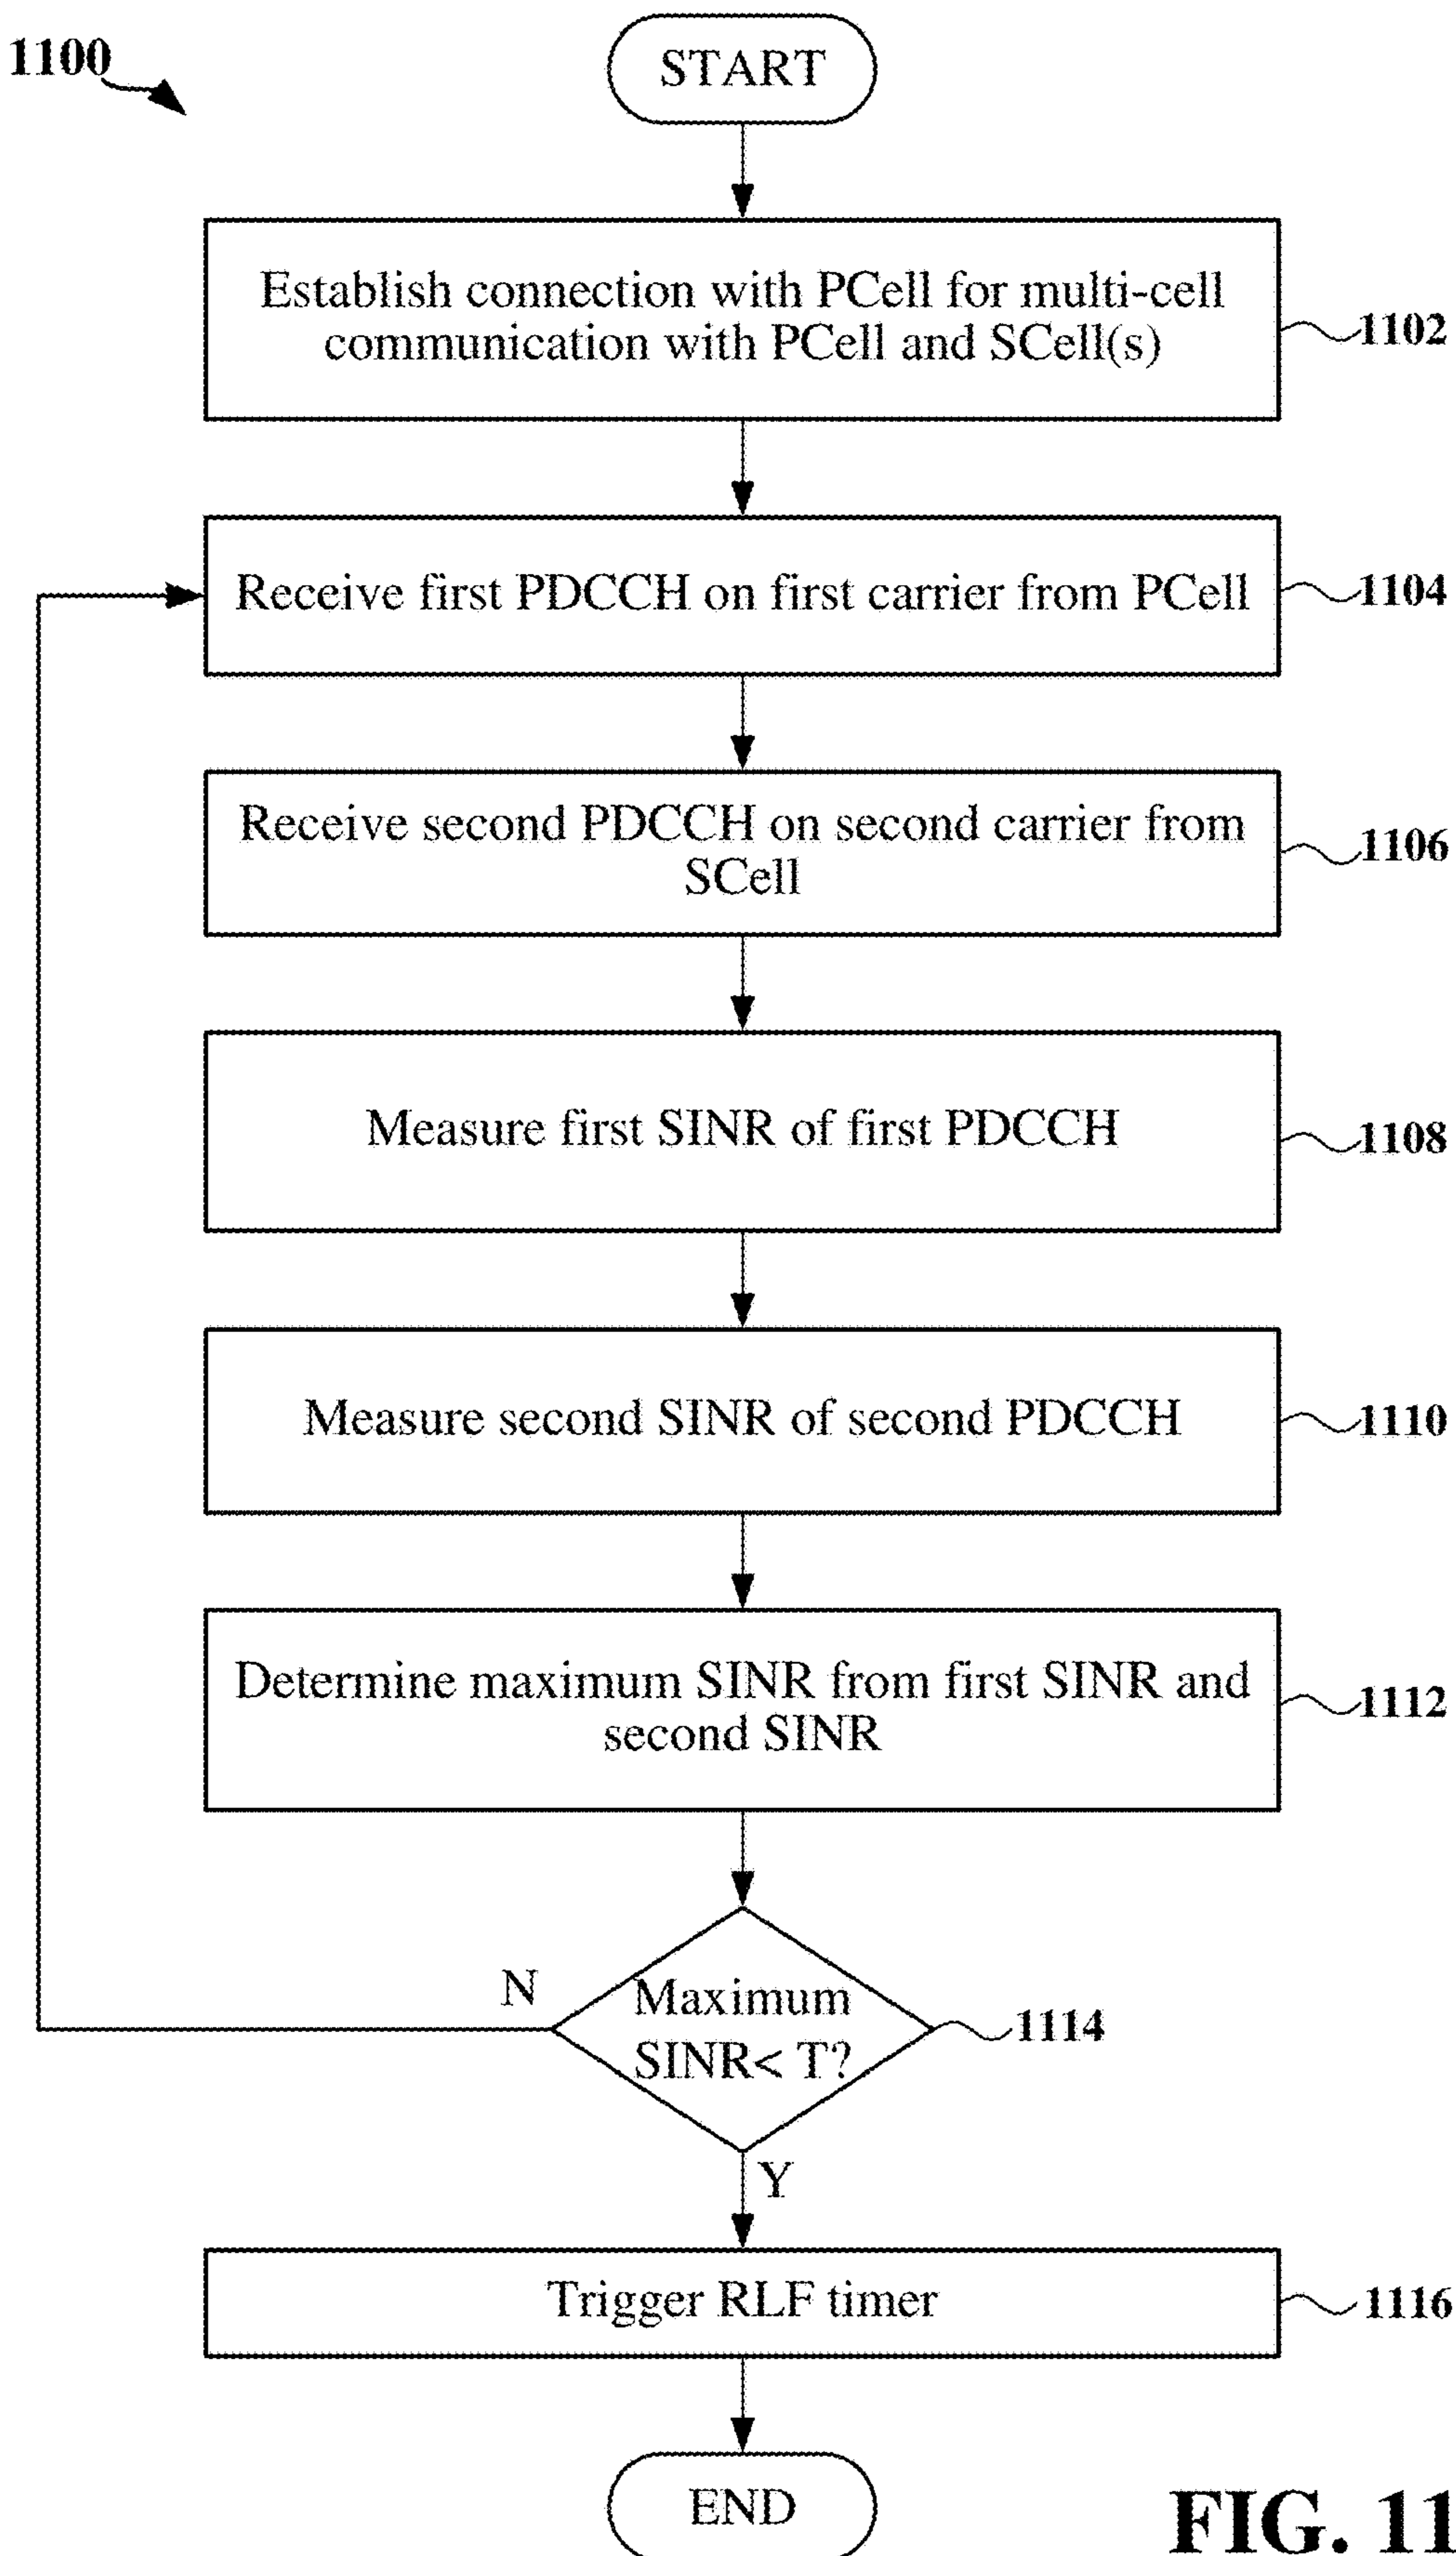 1100
START
Establish connection with PCell for multi-cell
communication with PCell and SCell(s)
1102
Receive first PDCCH on first carrier from PCell
1104
Receive second PDCCH on second carrier from
SCell
1106
Measure first SINR of first PDCCH
1108
Measure second SINR of second PDCCH
1110
Determine maximum SINR from first SINR and
second SINR
1112
N
Maximum
SINR< T?
1114
Y
Trigger RLF timer
1116
END
FIG. 11